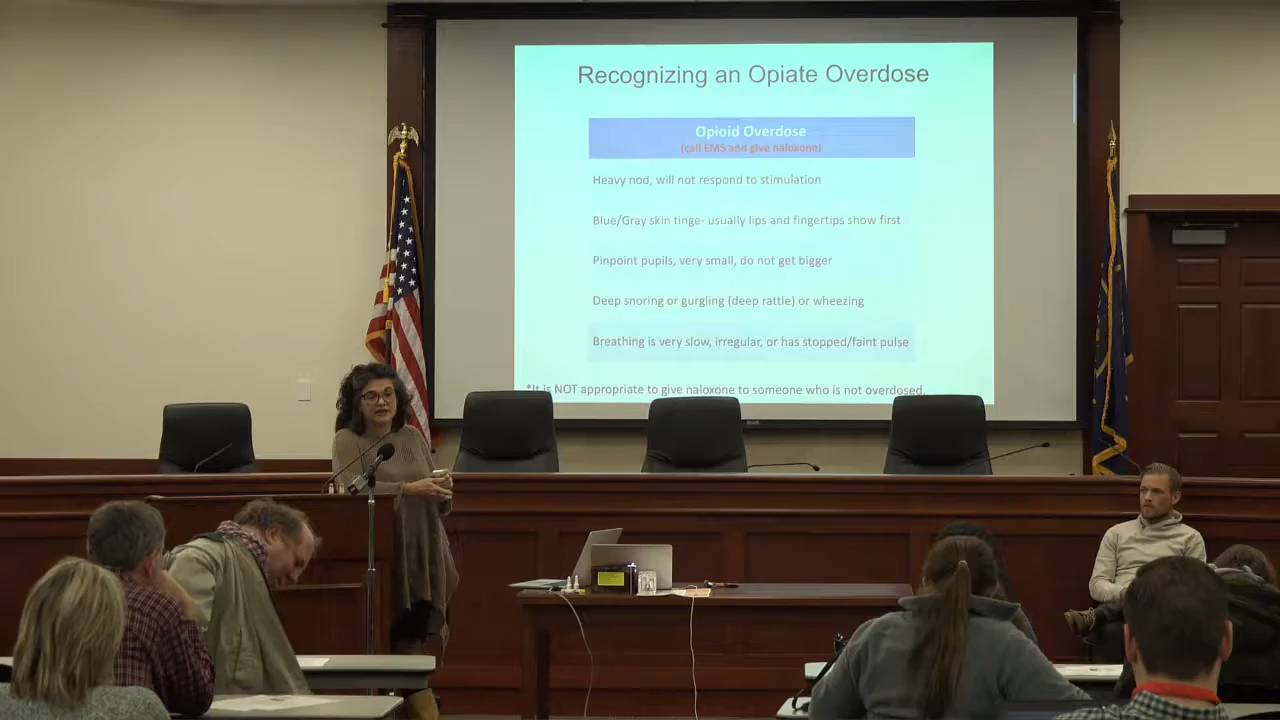 Recognizing an Opiate Overdose
Opioid Overdose
(call EMS and give naloxone)
Heavy nod, will not respond to stimulation
Blue/Gray skin tinge- usually lips and fingertips show first
Pinpoint pupils, very small, do not get bigger
Deep snoring or gurgling (deep rattle) or wheezing
Breathing is very slow, irregular, or has stopped/faint pulse
*It is NOT appropriate to give naloxone to someone who is not overdosed.